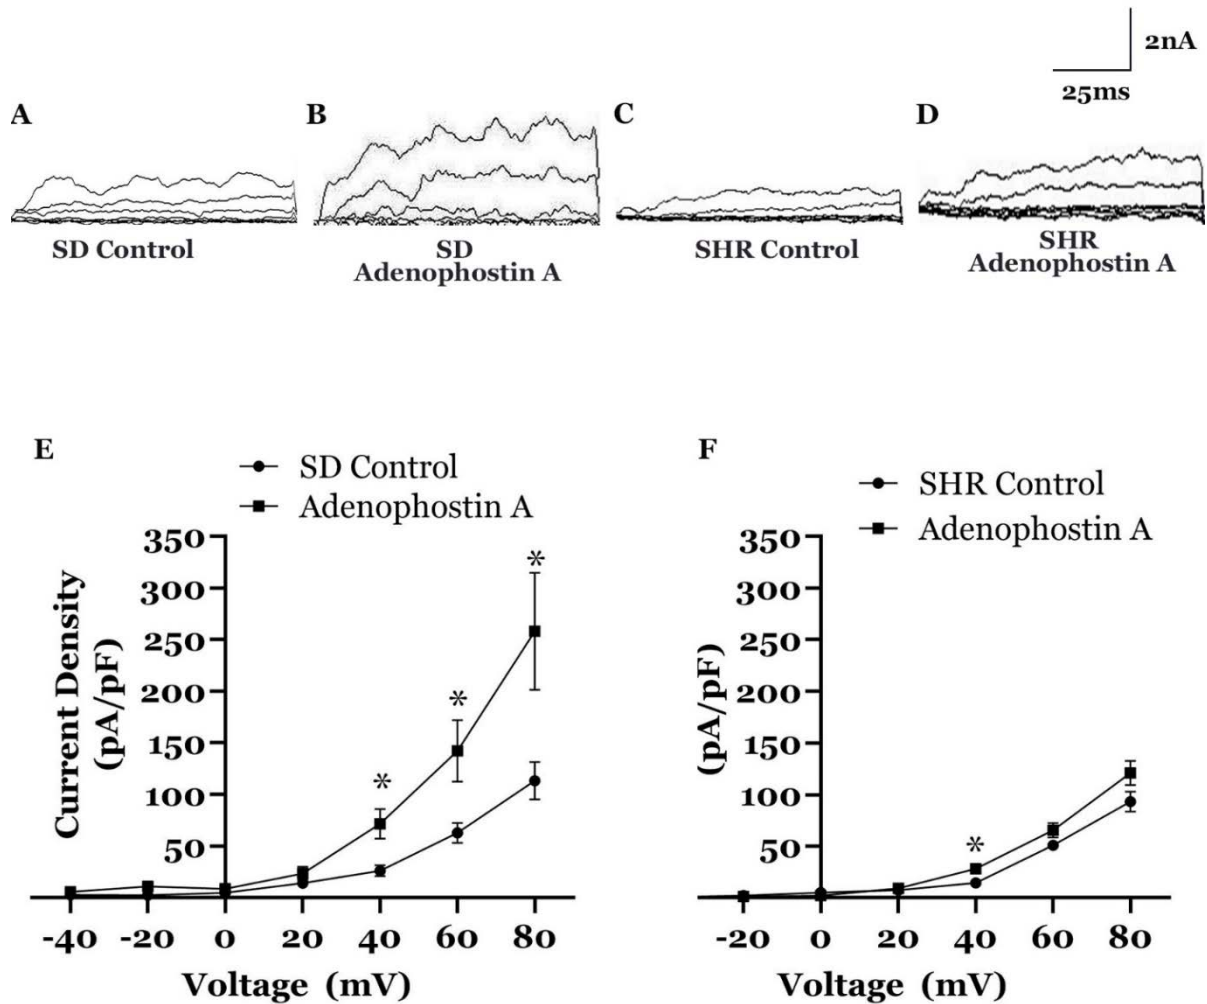 2nA
25ms
A
B
C
D
SD Control
SD
Adenophostin A
SHR Control
SHR
Adenophostin A
E
SD Control
Adenophostin A
Current Density
(pA/pF)
350
300
250
200
150
100
50
* * *
-40 -20 0 20 40 60 80
Voltage (mV)
F
SHR Control
Adenophostin A
(pA/pF)
350
300
250
200
150
100
50
*
-20 0 20 40 60 80
Voltage (mV)